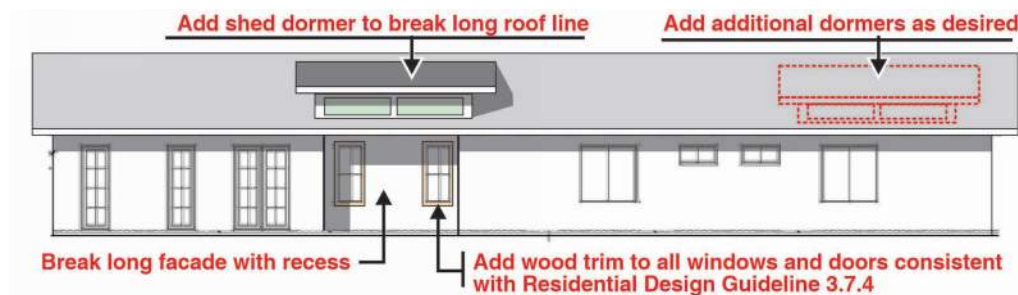 Add shed dormer to break long roof line
Add additional dormers as desired
Break long facade with recess
Add wood trim to all windows and doors consistent
with Residential Design Guideline 3.7.4